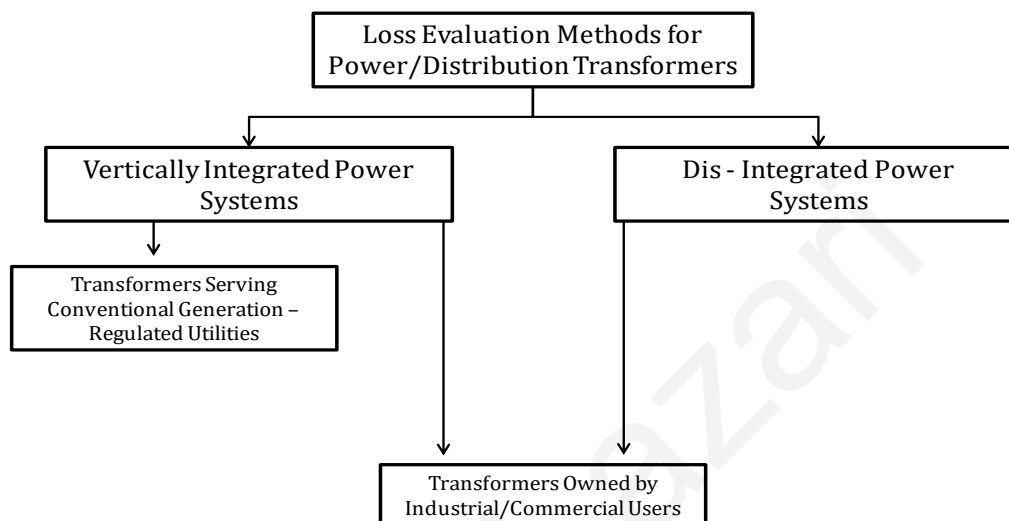 Loss Evaluation Methods for
Power/Distribution Transformers
Vertically Integrated Power
Systems
Dis - Integrated Power
Systems
Transformers Serving
Conventional Generation –
Regulated Utilities
Transformers Owned by
Industrial/Commercial Users